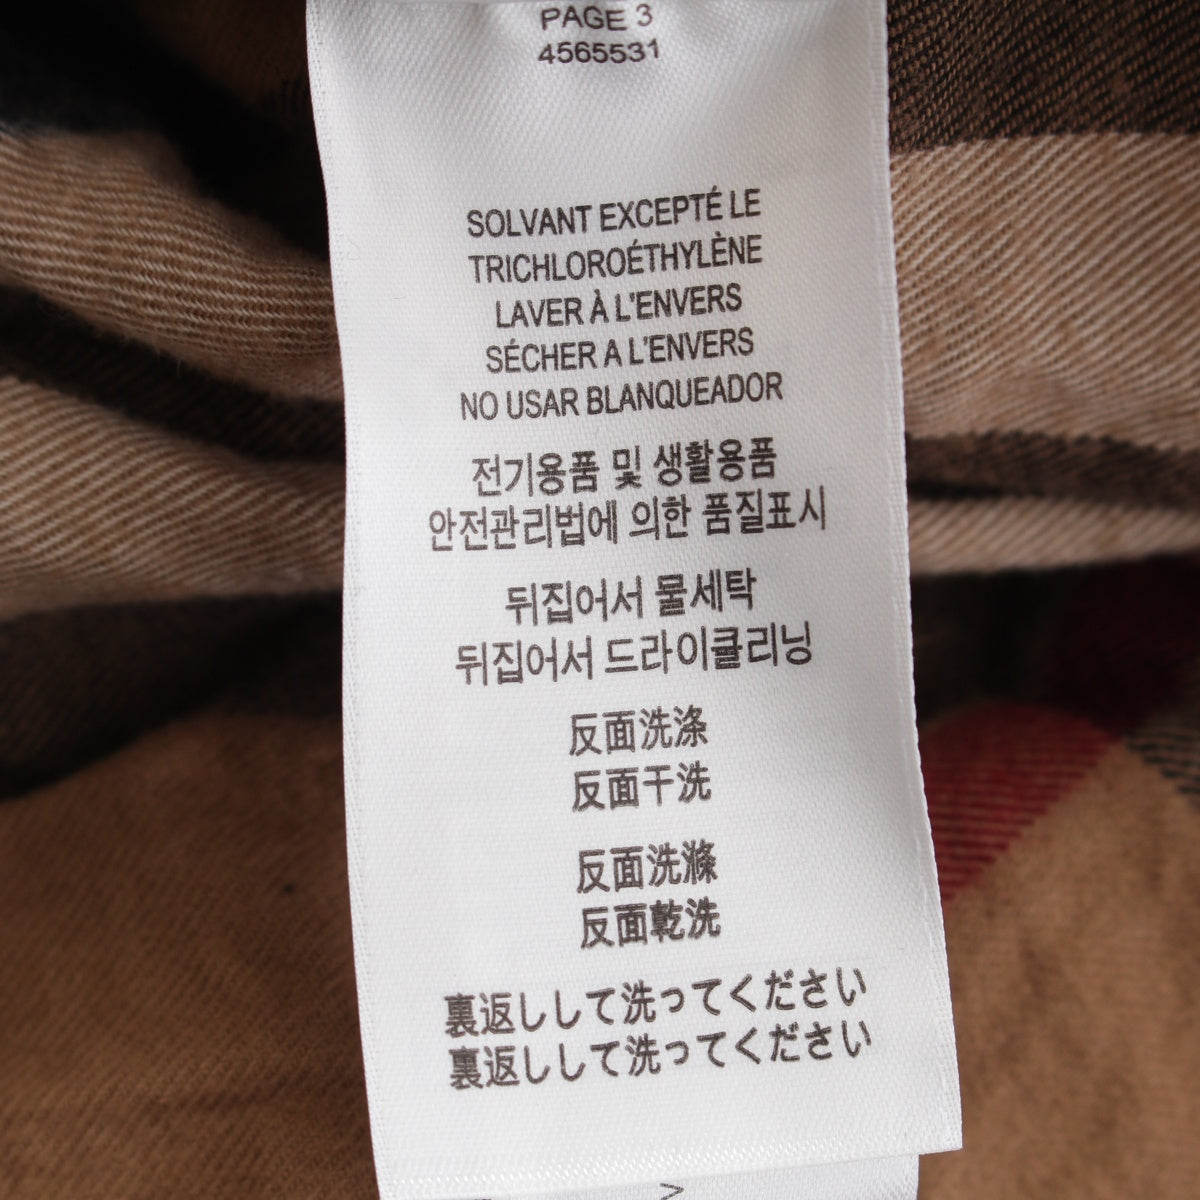 PAGE 3
4565531
SOLVANT EXCEPTÉ LE
TRICHLOROÉTHYLÈNE
LAVER À L'ENVERS
SÉCHER A L'ENVERS
NO USAR BLANQUEADOR
전기용품 및 생활용품
안전관리법에 의한 품질표시
뒤집어서 물세탁
뒤집어서 드라이클리닝
反面洗涤
反面干洗
反面洗滌
反面乾洗
裏返しして洗ってください
裏返しして洗ってください